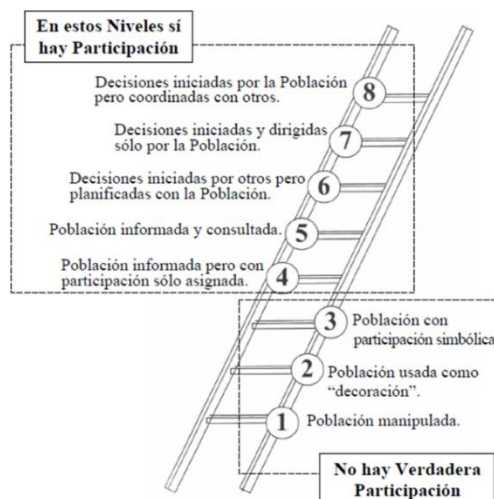 En estos Niveles sí
hay Participación
Decisiones iniciadas por la Población
pero coordinadas con otros.
8
Decisiones iniciadas y dirigidas
sólo por la Población.
7
Decisiones iniciadas por otros pero
planificadas con la Población.
6
Población informada y consultada.
5
Población informada pero con
participación sólo asignada.
4
3
Población con
participación simbólica
2
Población usada como
“decoración”.
1
Población manipulada.
No hay Verdadera
Participación